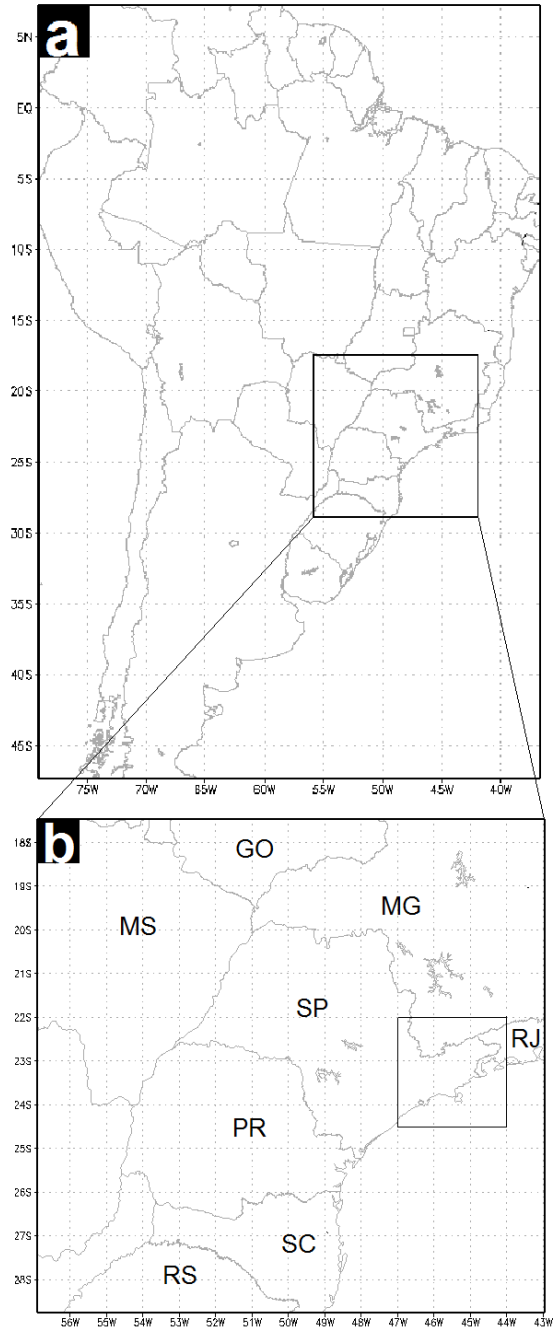 a
5N
EQ
5S
10S
15S
20S
25S
30S
35S
40S
45S
75W 70W 65W 60W 55W 50W 45W 40W
b
18S
GO
19S
MS
MG
20S
21S
SP
22S
RJ
23S
24S
PR
25S
26S
27S
SC
RS
28S
56W 55W 54W 53W 52W 51W 50W 49W 48W 47W 46W 45W 44W 43W